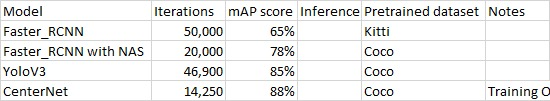 Model Iterations mAP score Inference Pretrained dataset Notes
Faster_RCNN 50,000 65% Kitti
Faster_RCNN with NAS 20,000 78% Coco
YoloV3 46,900 85% Coco
CenterNet 14,250 88% Coco Training O